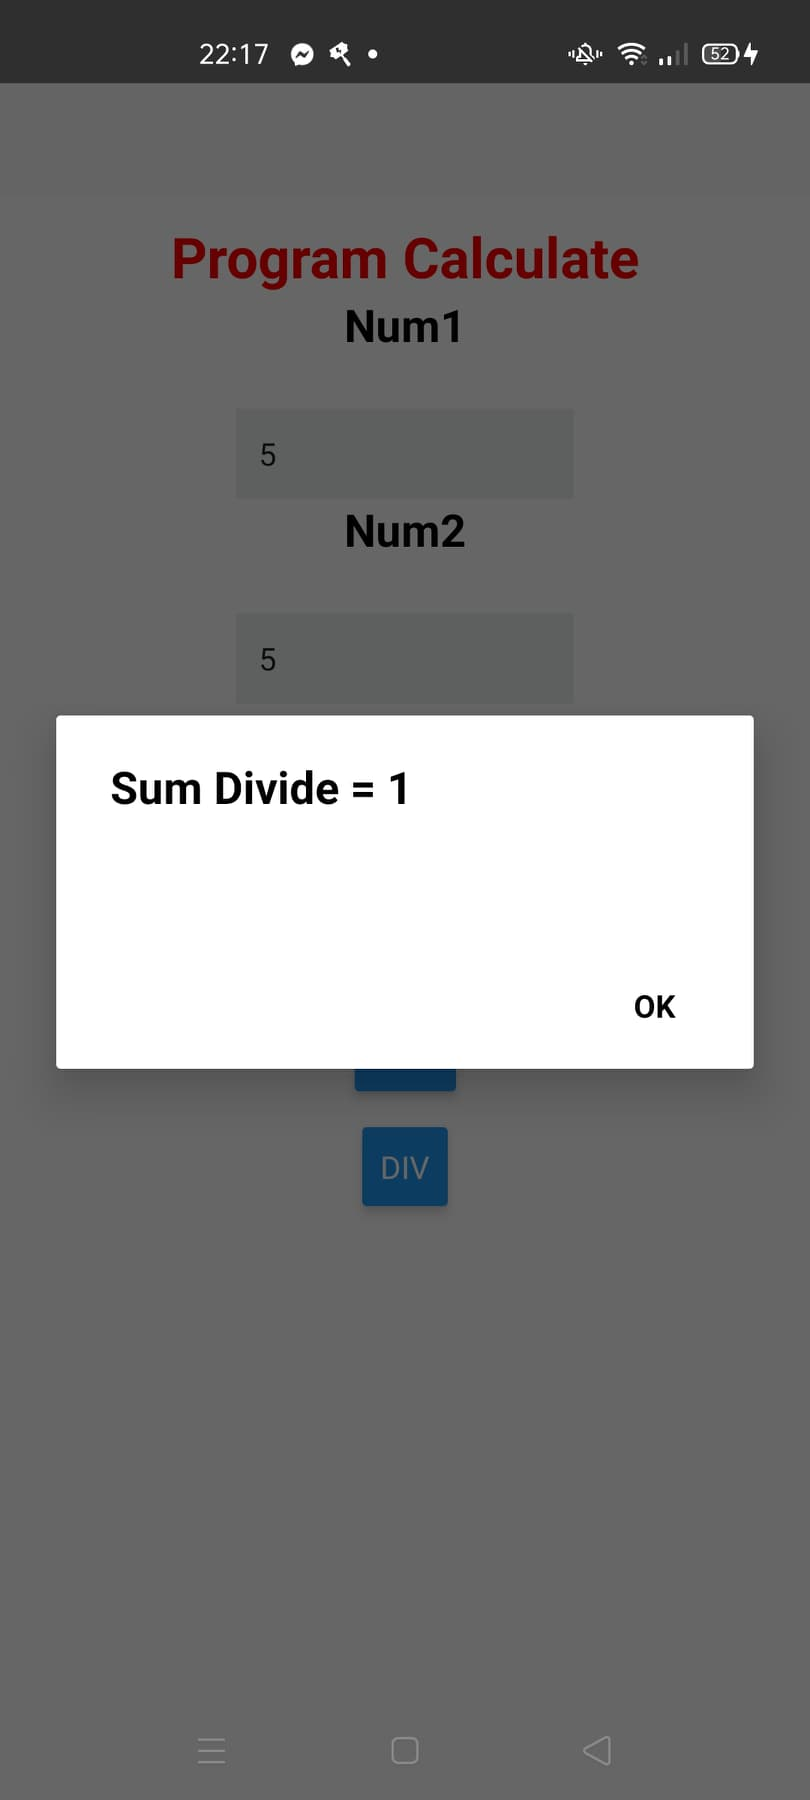 22:17
52
Program Calculate
Num1
5
Num2
5
Sum Divide = 1
OK
DIV